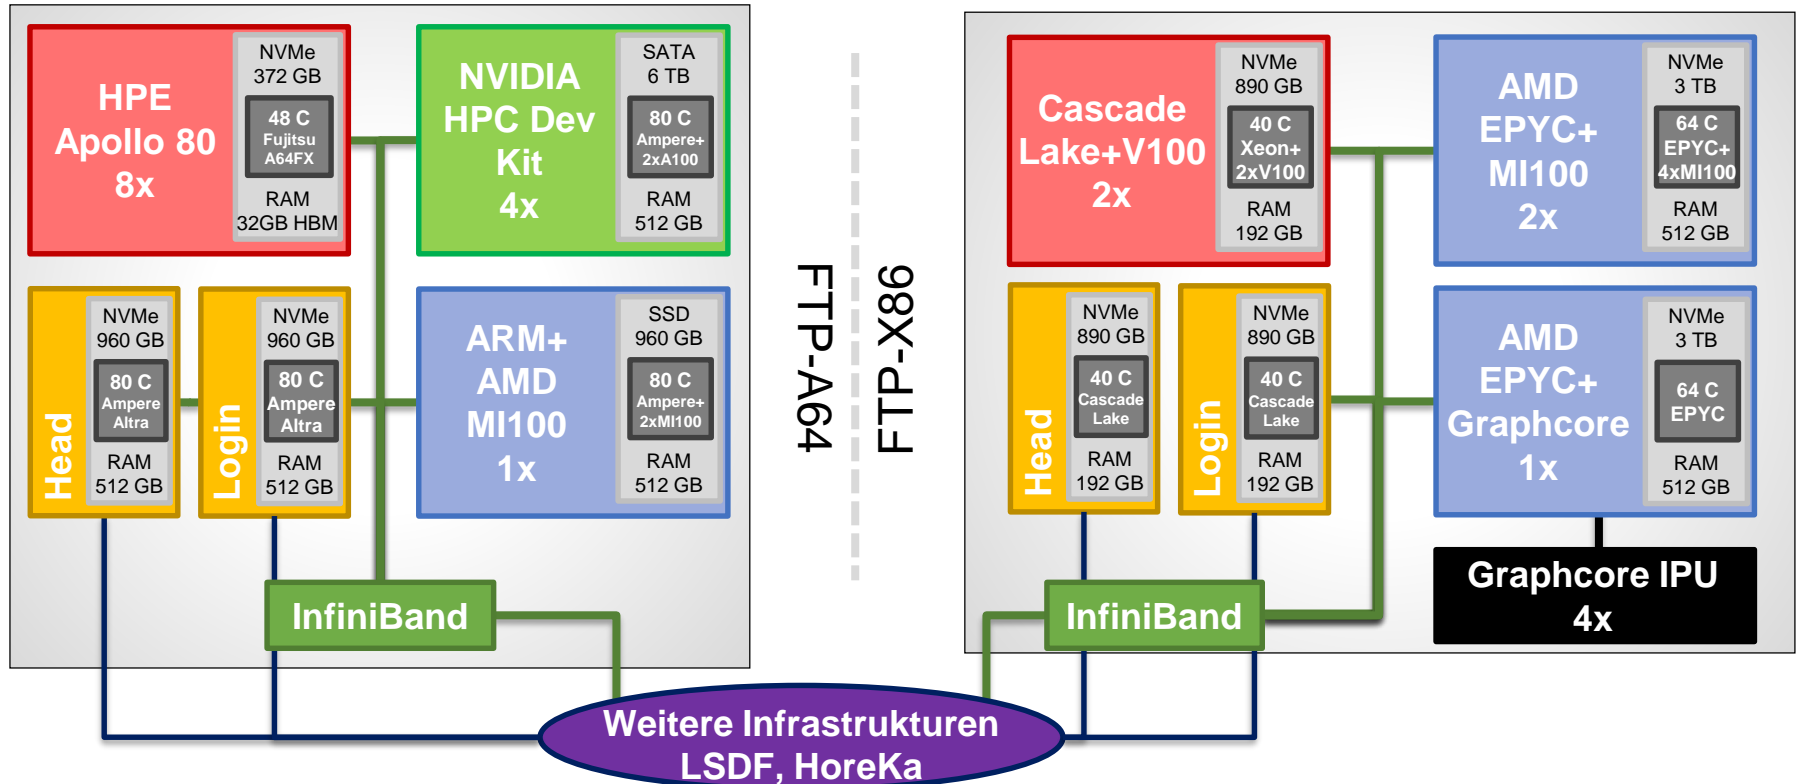 HPE
Apollo 80
8x
NVMe
372 GB
48 C
Fujitsu
A64FX
RAM
32GB HBM
NVIDIA
HPC Dev
Kit
4x
SATA
6 TB
80 C
Ampere+
2xA100
RAM
512 GB
Head
NVMe
960 GB
80 C
Ampere
Altra
RAM
512 GB
Login
NVMe
960 GB
80 C
Ampere
Altra
RAM
512 GB
ARM+
AMD
MI100
1x
SSD
960 GB
80 C
Ampere+
2xMI100
RAM
512 GB
InfiniBand
FTP-A64
FTP-X86
Cascade
Lake+V100
2x
NVMe
890 GB
40 C
Xeon+
2xV100
RAM
192 GB
AMD
EPYC+
MI100
2x
NVMe
3 TB
64 C
EPYC+
4xMI100
RAM
512 GB
Head
NVMe
890 GB
40 C
Cascade
Lake
RAM
192 GB
Login
NVMe
890 GB
40 C
Cascade
Lake
RAM
192 GB
AMD
EPYC+
Graphcore
1x
NVMe
3 TB
64 C
EPYC
RAM
512 GB
InfiniBand
Graphcore IPU
4x
Weitere Infrastrukturen
LSDF, HoreKa